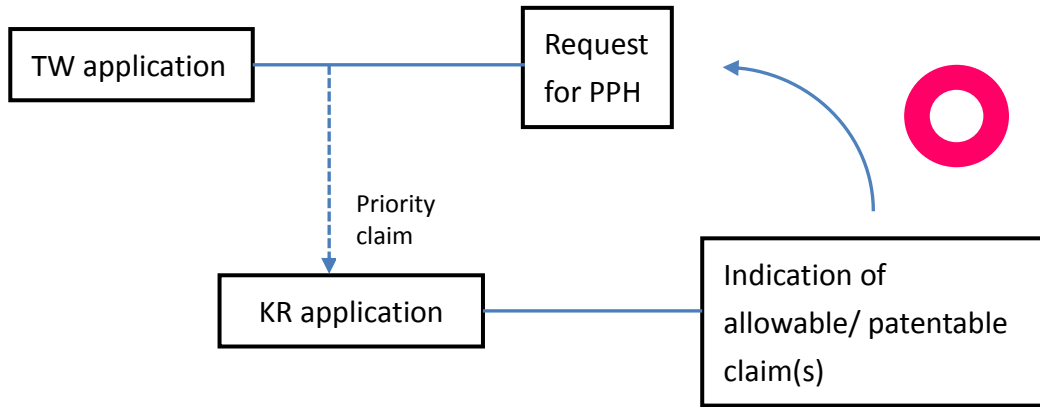 TW application
Request
for PPH
Priority
claim
KR application
Indication of
allowable/ patentable
claim(s)